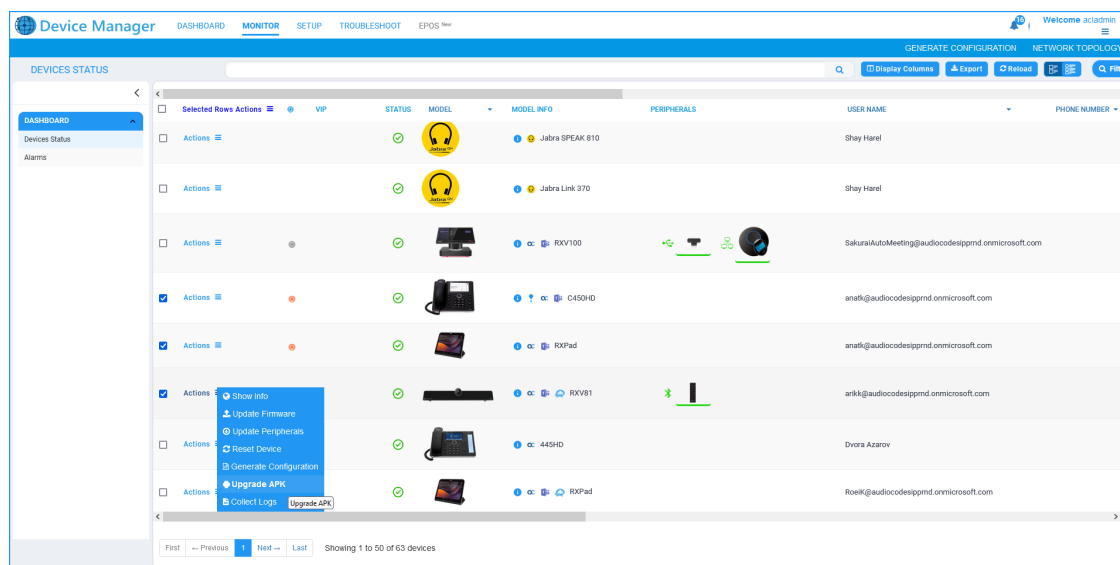 Device Manager DASHBOARD MONITOR SETUP TROUBLESHOOT EPOS New 16 Welcome acladmin
GENERATE CONFIGURATION NETWORK TOPOLOGY
DEVICES STATUS Display Columns Export Reload Filt
Selected Rows Actions VIP STATUS MODEL MODEL INFO PERIPHERALS USER NAME PHONE NUMBER
DASHBOARD
Devices Status
Alarms
Actions Jabra GN Jabra SPEAK 810 Shay Harel
Actions Jabra GN Jabra Link 370 Shay Harel
Actions RXV100 SakuraiAutoMeeting@audiocodesipprnd.onmicrosoft.com
Actions C450HD anatk@audiocodesipprnd.onmicrosoft.com
Actions RXPad anatk@audiocodesipprnd.onmicrosoft.com
Actions RXV81 arikk@audiocodesipprnd.onmicrosoft.com
Show Info
Update Firmware
Update Peripherals
Actions 445HD Dvora Azarov
Reset Device
Generate Configuration
Upgrade APK
Actions RXPad RoeiK@audiocodesipprnd.onmicrosoft.com
Collect Logs Upgrade APK
First ← Previous 1 Next → Last Showing 1 to 50 of 63 devices